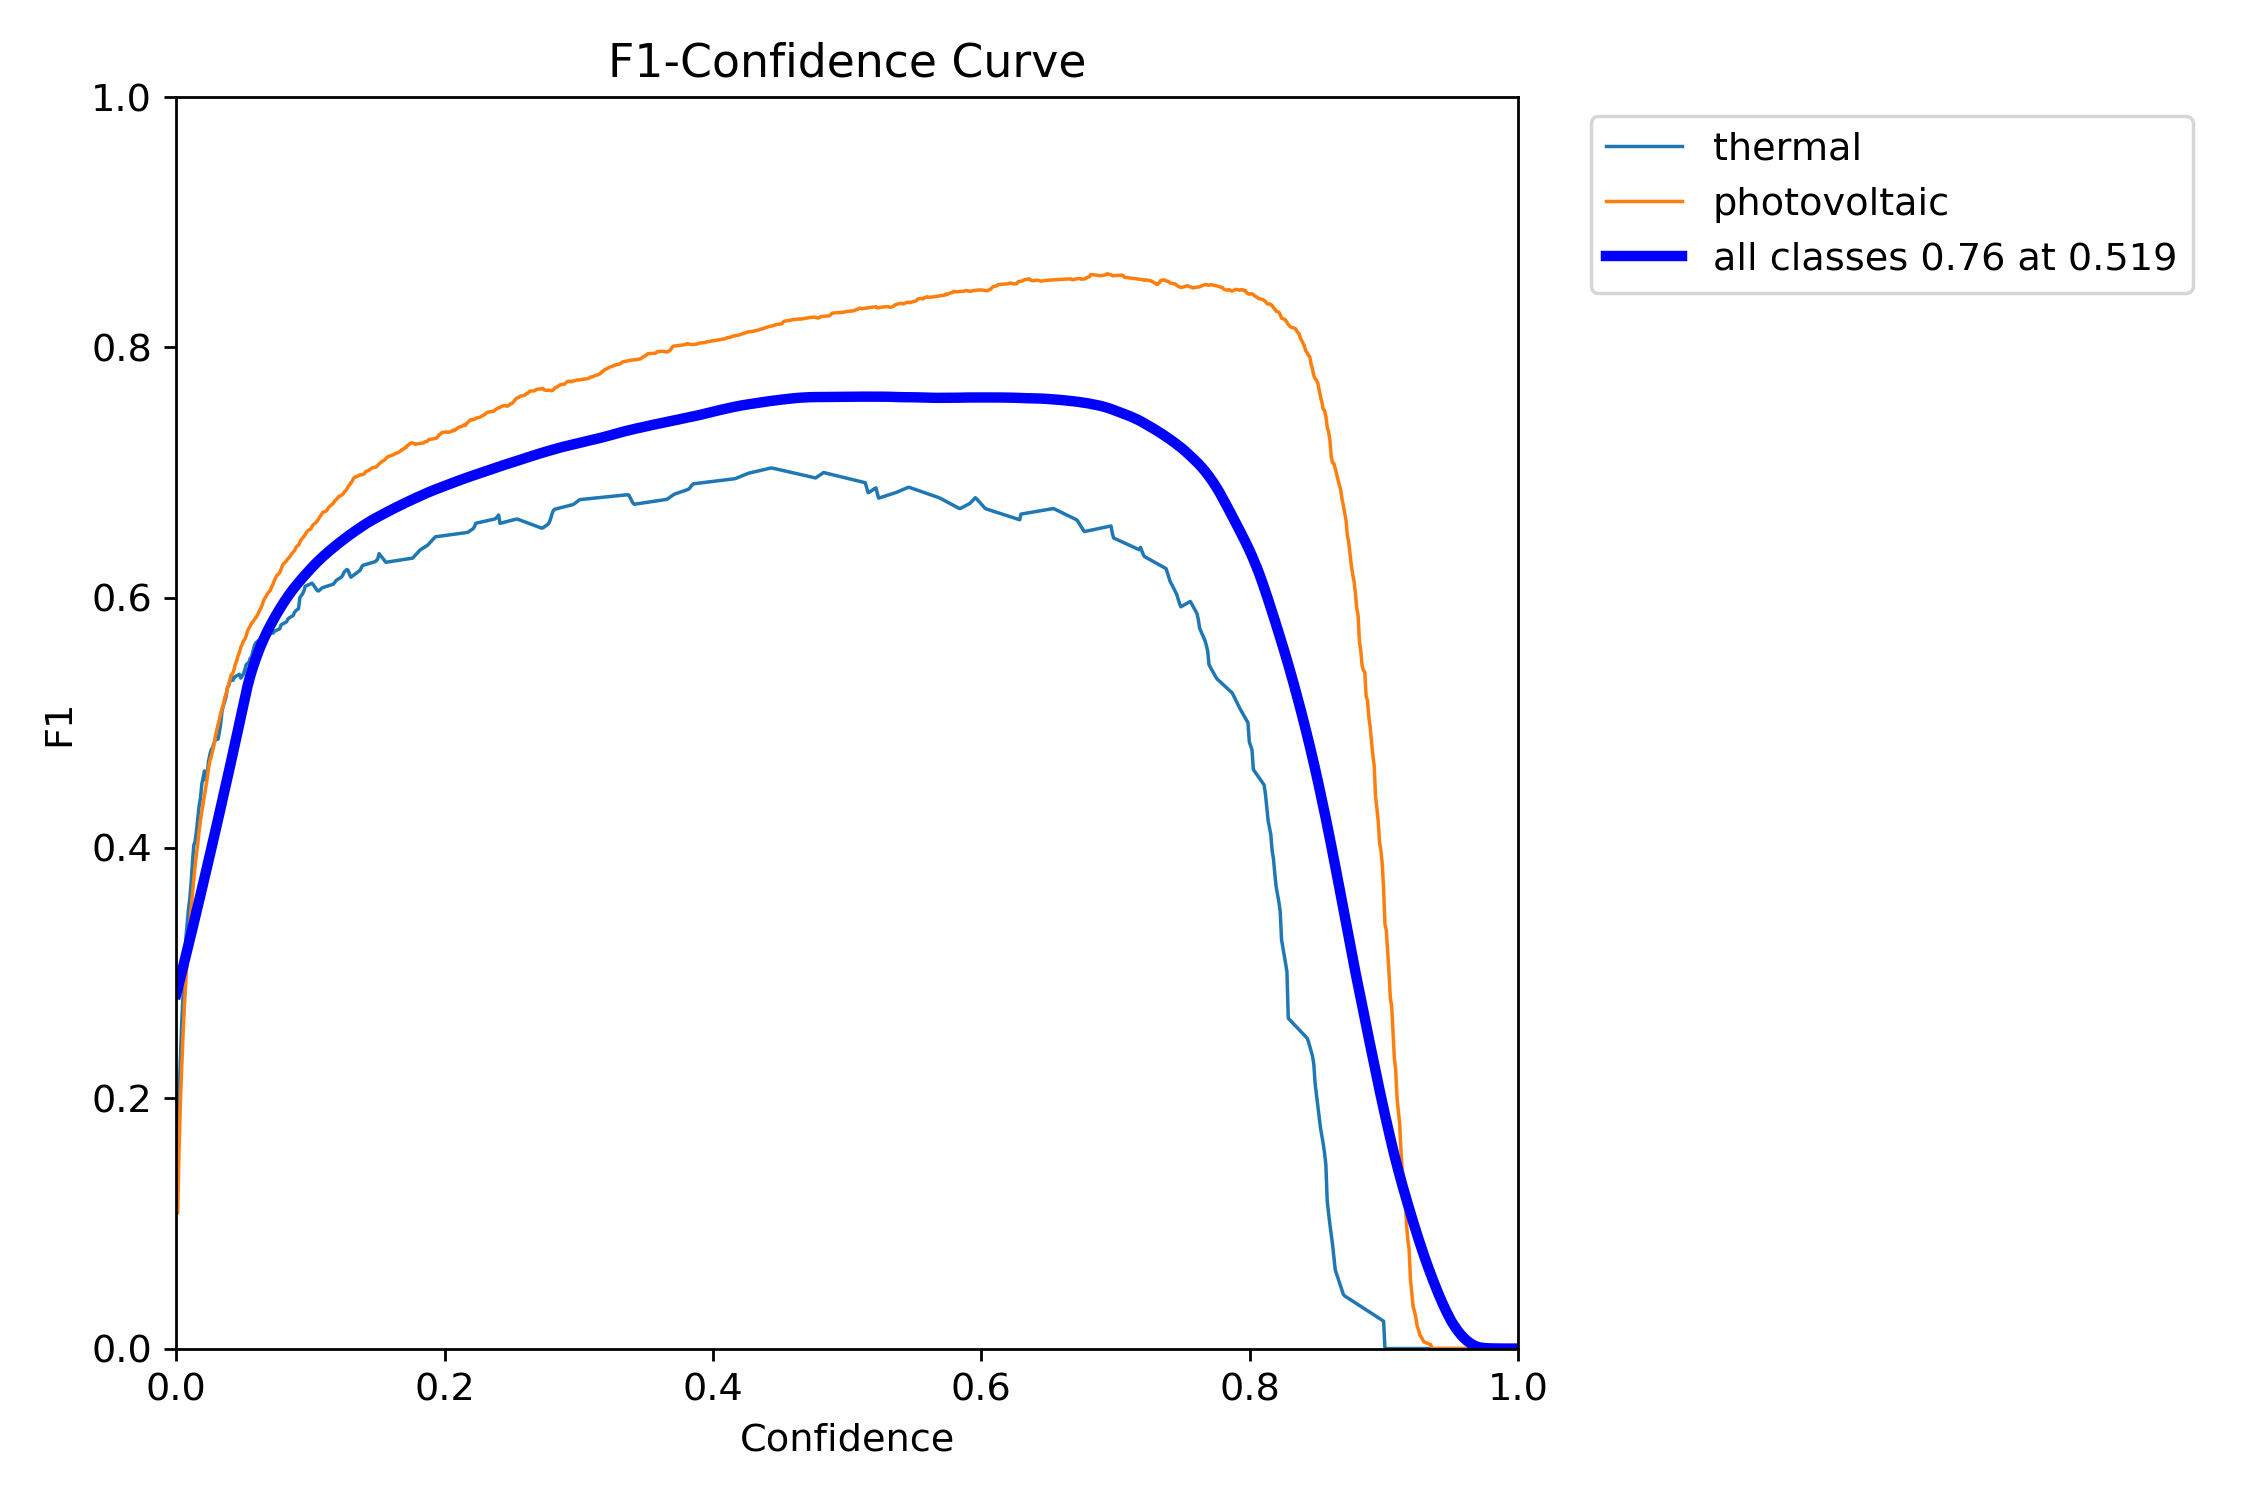 F1-Confidence Curve
thermal
photovoltaic
all classes 0.76 at 0.519
1.0
0.8
0.6
0.4
0.2
0.0
F1
0.0 0.2 0.4 0.6 0.8 1.0
Confidence